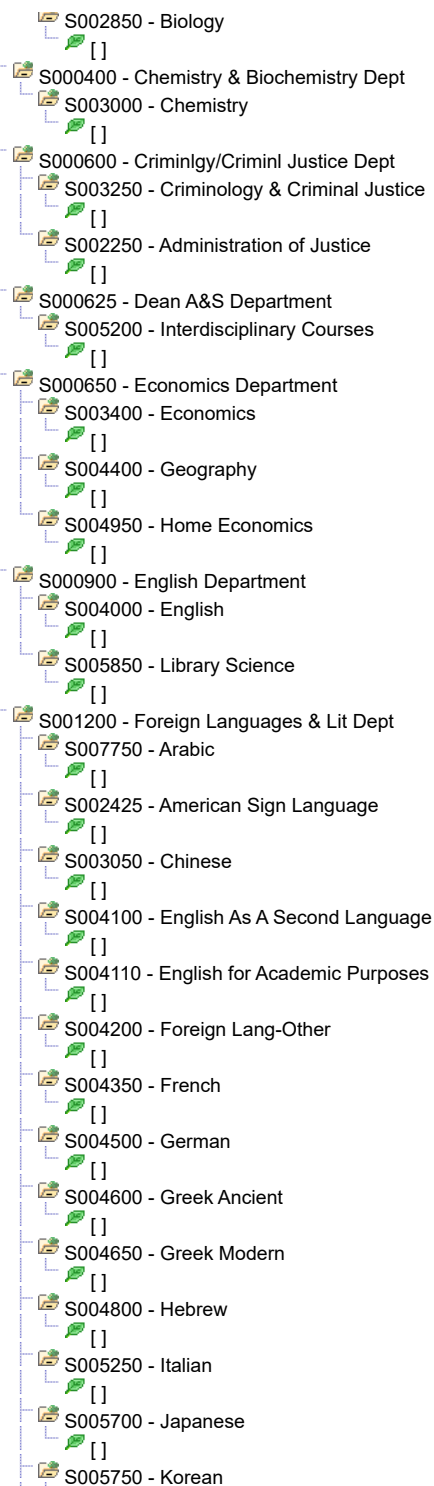 S002850 - Biology
[ ]
S000400 - Chemistry & Biochemistry Dept
S003000 - Chemistry
[ ]
S000600 - Criminlgy/Criminl Justice Dept
S003250 - Criminology & Criminal Justice
[ ]
S002250 - Administration of Justice
[ ]
S000625 - Dean A&S Department
S005200 - Interdisciplinary Courses
[ ]
S000650 - Economics Department
S003400 - Economics
[ ]
S004400 - Geography
[ ]
S004950 - Home Economics
[ ]
S000900 - English Department
S004000 - English
[ ]
S005850 - Library Science
[ ]
S001200 - Foreign Languages & Lit Dept
S007750 - Arabic
[ ]
S002425 - American Sign Language
[ ]
S003050 - Chinese
[ ]
S004100 - English As A Second Language
[ ]
S004110 - English for Academic Purposes
[ ]
S004200 - Foreign Lang-Other
[ ]
S004350 - French
[ ]
S004500 - German
[ ]
S004600 - Greek Ancient
[ ]
S004650 - Greek Modern
[ ]
S004800 - Hebrew
[ ]
S005250 - Italian
[ ]
S005700 - Japanese
[ ]
S005750 - Korean